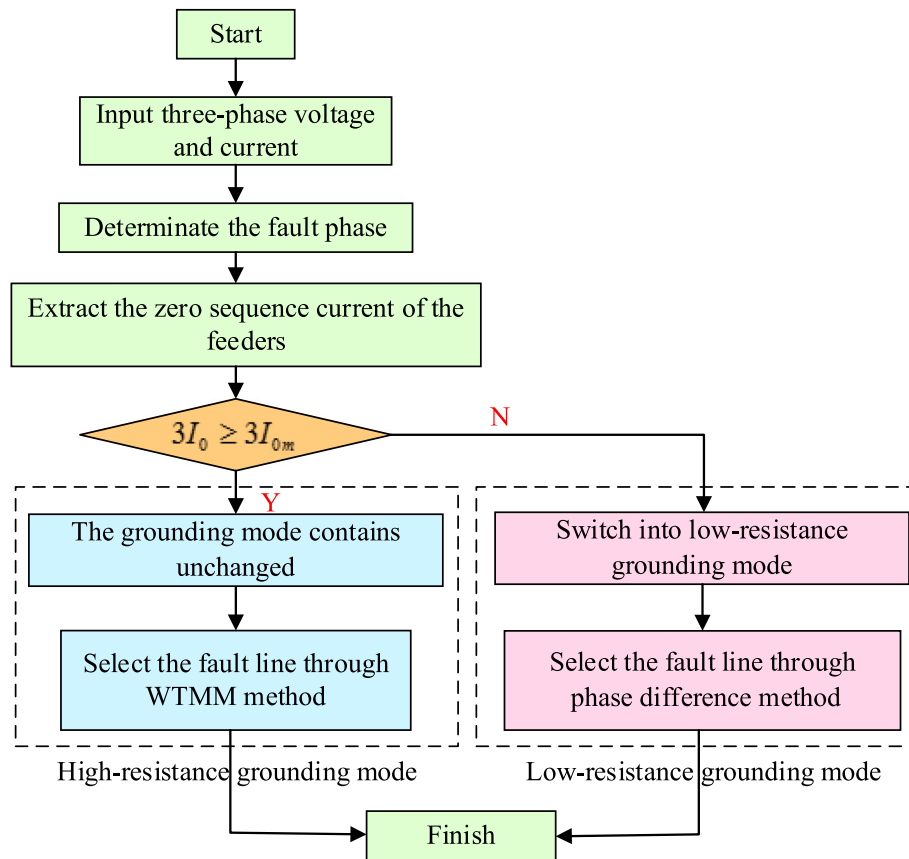 Start
Input three-phase voltage
and current
Determinate the fault phase
Extract the zero sequence current of the
feeders
3I₀ ≥ 3I₀ₘ
N
Y
The grounding mode contains
unchanged
Select the fault line through
WTMM method
High-resistance grounding mode
Switch into low-resistance
grounding mode
Select the fault line through
phase difference method
Low-resistance grounding mode
Finish